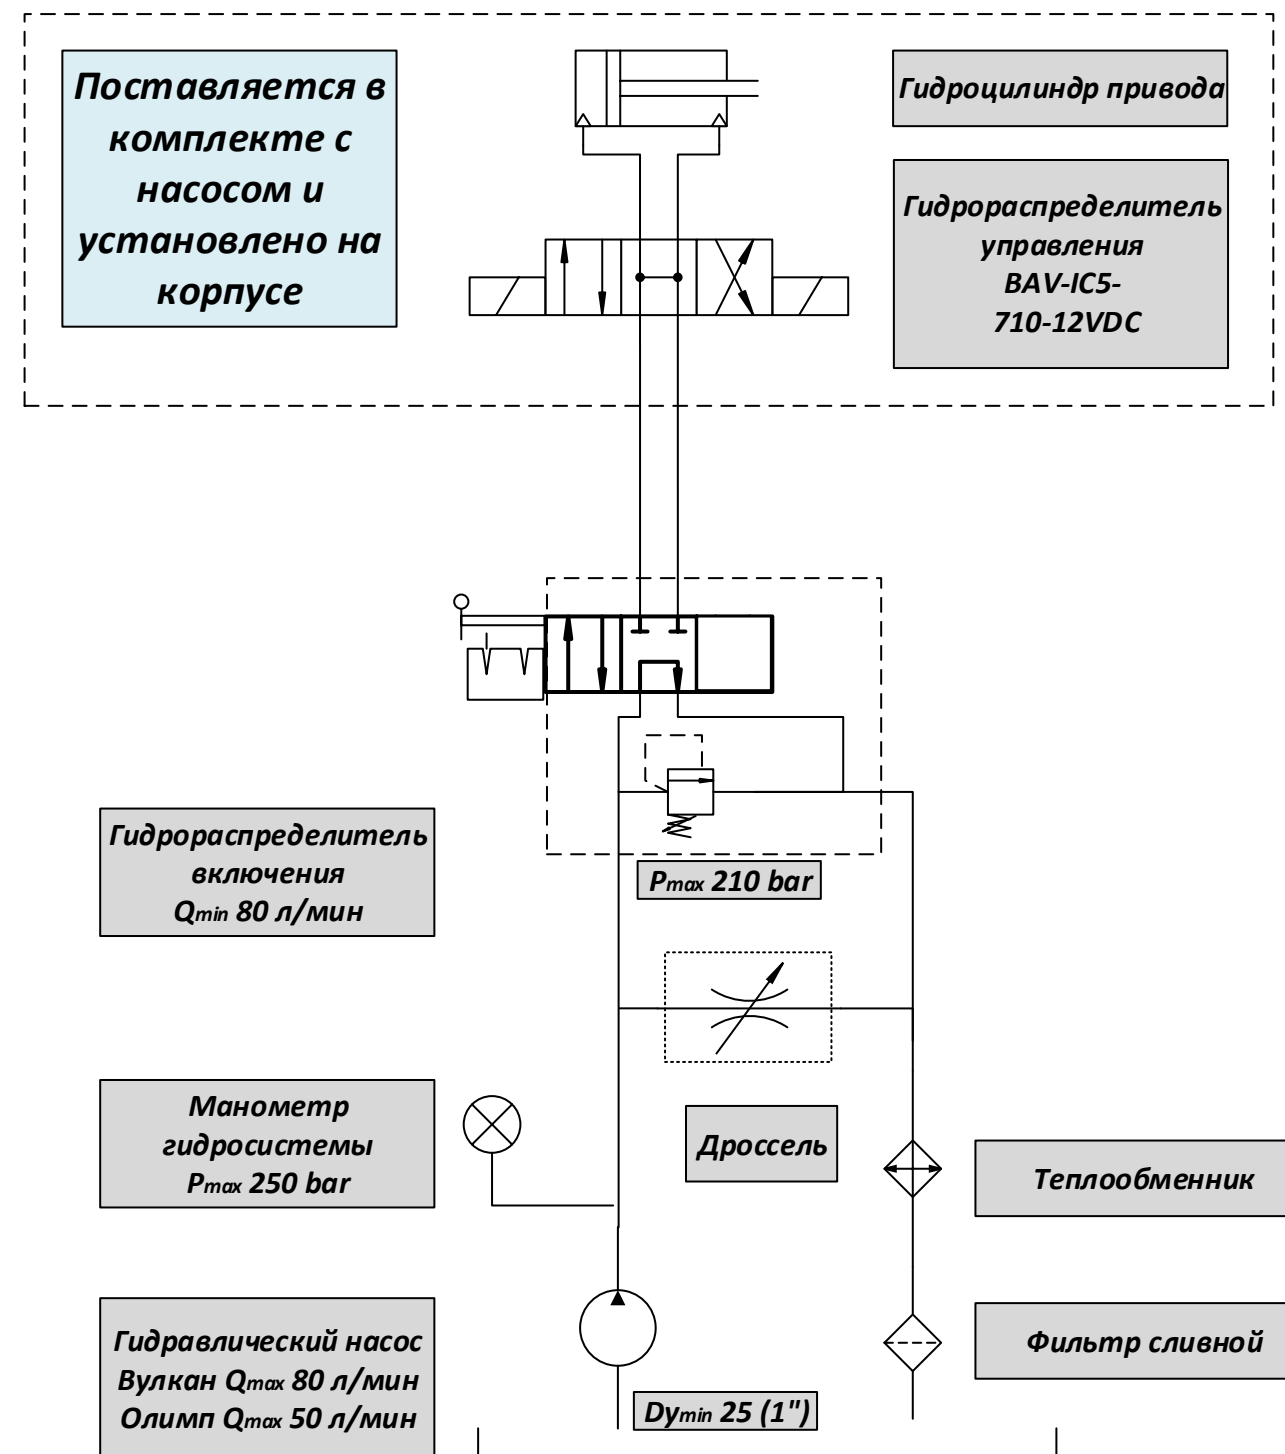 Поставляется в
комплекте с
насосом и
установлено на
корпусе
Гидроцилиндр привода
Гидрораспределитель
управления
BAV-IC5-
710-12VDC
Гидрораспределитель
включения
Qmin 80 л/мин
Pmax 210 bar
Манометр
гидросистемы
Pmax 250 bar
Дроссель
Теплообменник
Гидравлический насос
Вулкан Qmax 80 л/мин
Олимп Qmax 50 л/мин
Фильтр сливной
Dymin 25 (1")